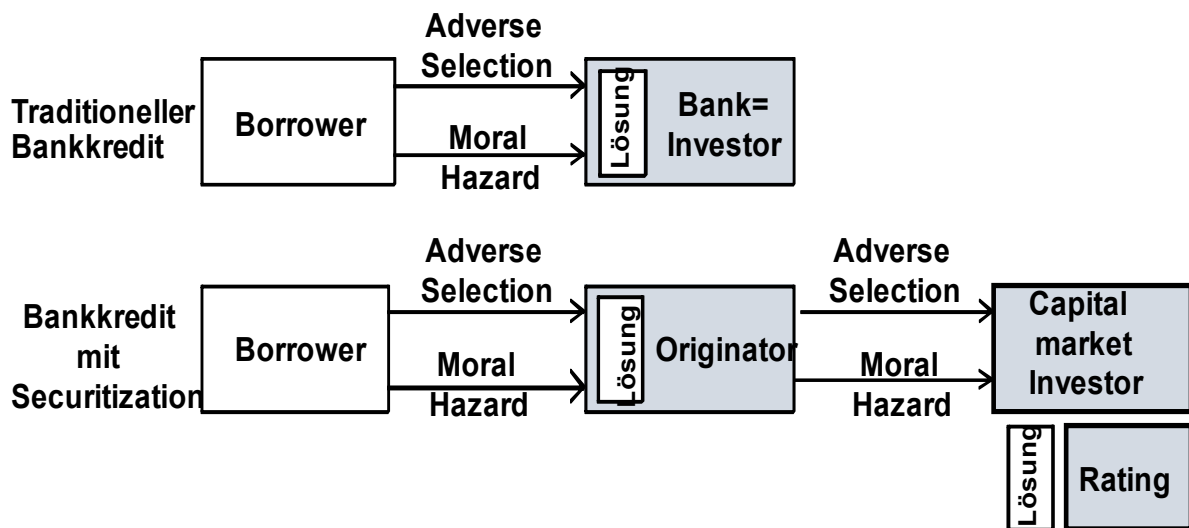 Adverse
Selection
Traditioneller
Bankkredit
Borrower
Moral
Hazard
Lösung
Bank=
Investor
Adverse
Selection
Adverse
Selection
Bankkredit
mit
Securitization
Borrower
Moral
Hazard
Lösung
Originator
Moral
Hazard
Capital
market
Investor
Lösung
Rating